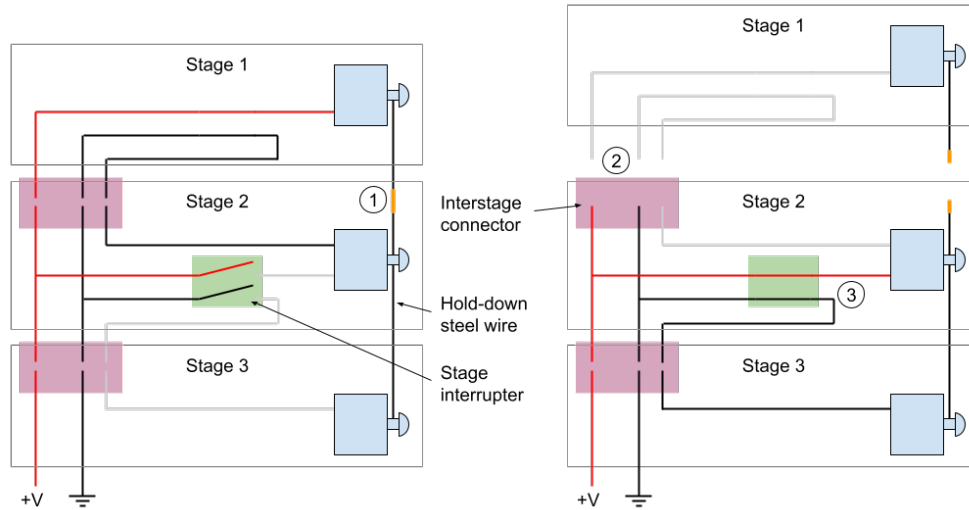 Stage 1
1
Stage 2
Stage 3
+V
Interstage
connector
Hold-down
steel wire
Stage
interrupter
Stage 1
2
Stage 2
3
Stage 3
+V